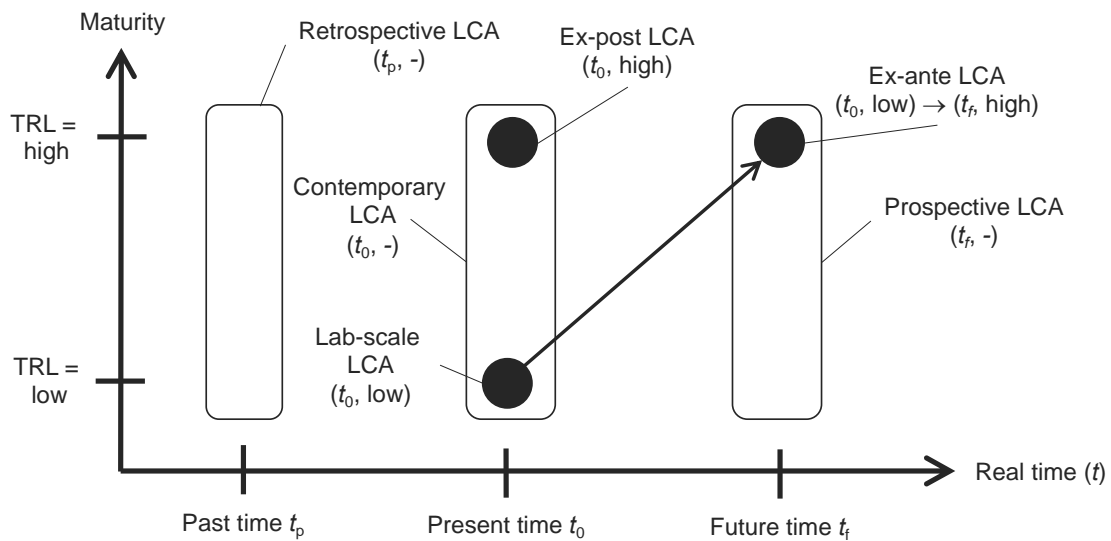 Maturity
Retrospective LCA
(tp, -)
Ex-post LCA
(t0, high)
Ex-ante LCA
(t0, low) → (tf, high)
TRL =
high
Contemporary
LCA
(t0, -)
Prospective LCA
(tf, -)
Lab-scale
LCA
(t0, low)
TRL =
low
Real time (t)
Past time tp
Present time t0
Future time tf